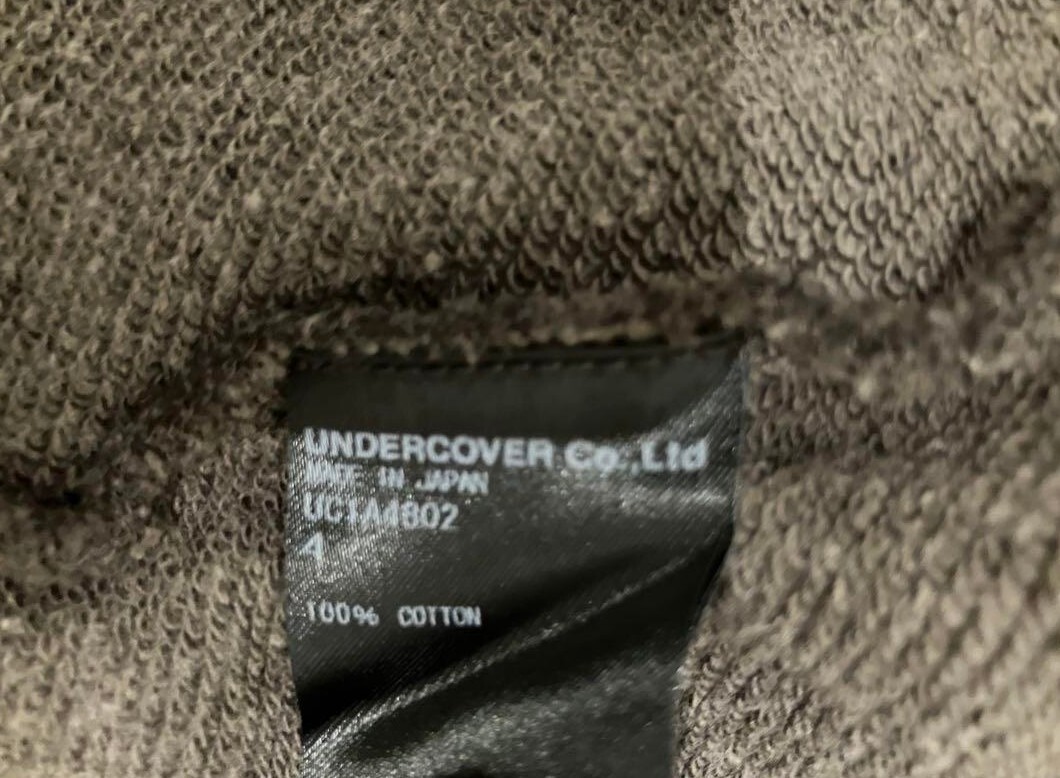 UNDERCOVER Co.,Ltd
MADE IN JAPAN
UC1A4802
4
100% COTTON